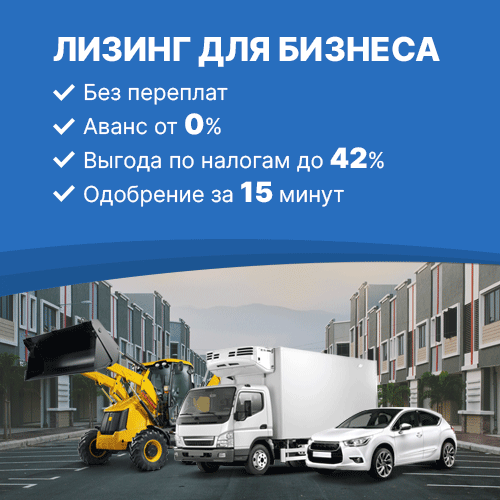 ЛИЗИНГ ДЛЯ БИЗНЕСА
Без переплат
Аванс от 0%
Выгода по налогам до 42%
Одобрение за 15 минут